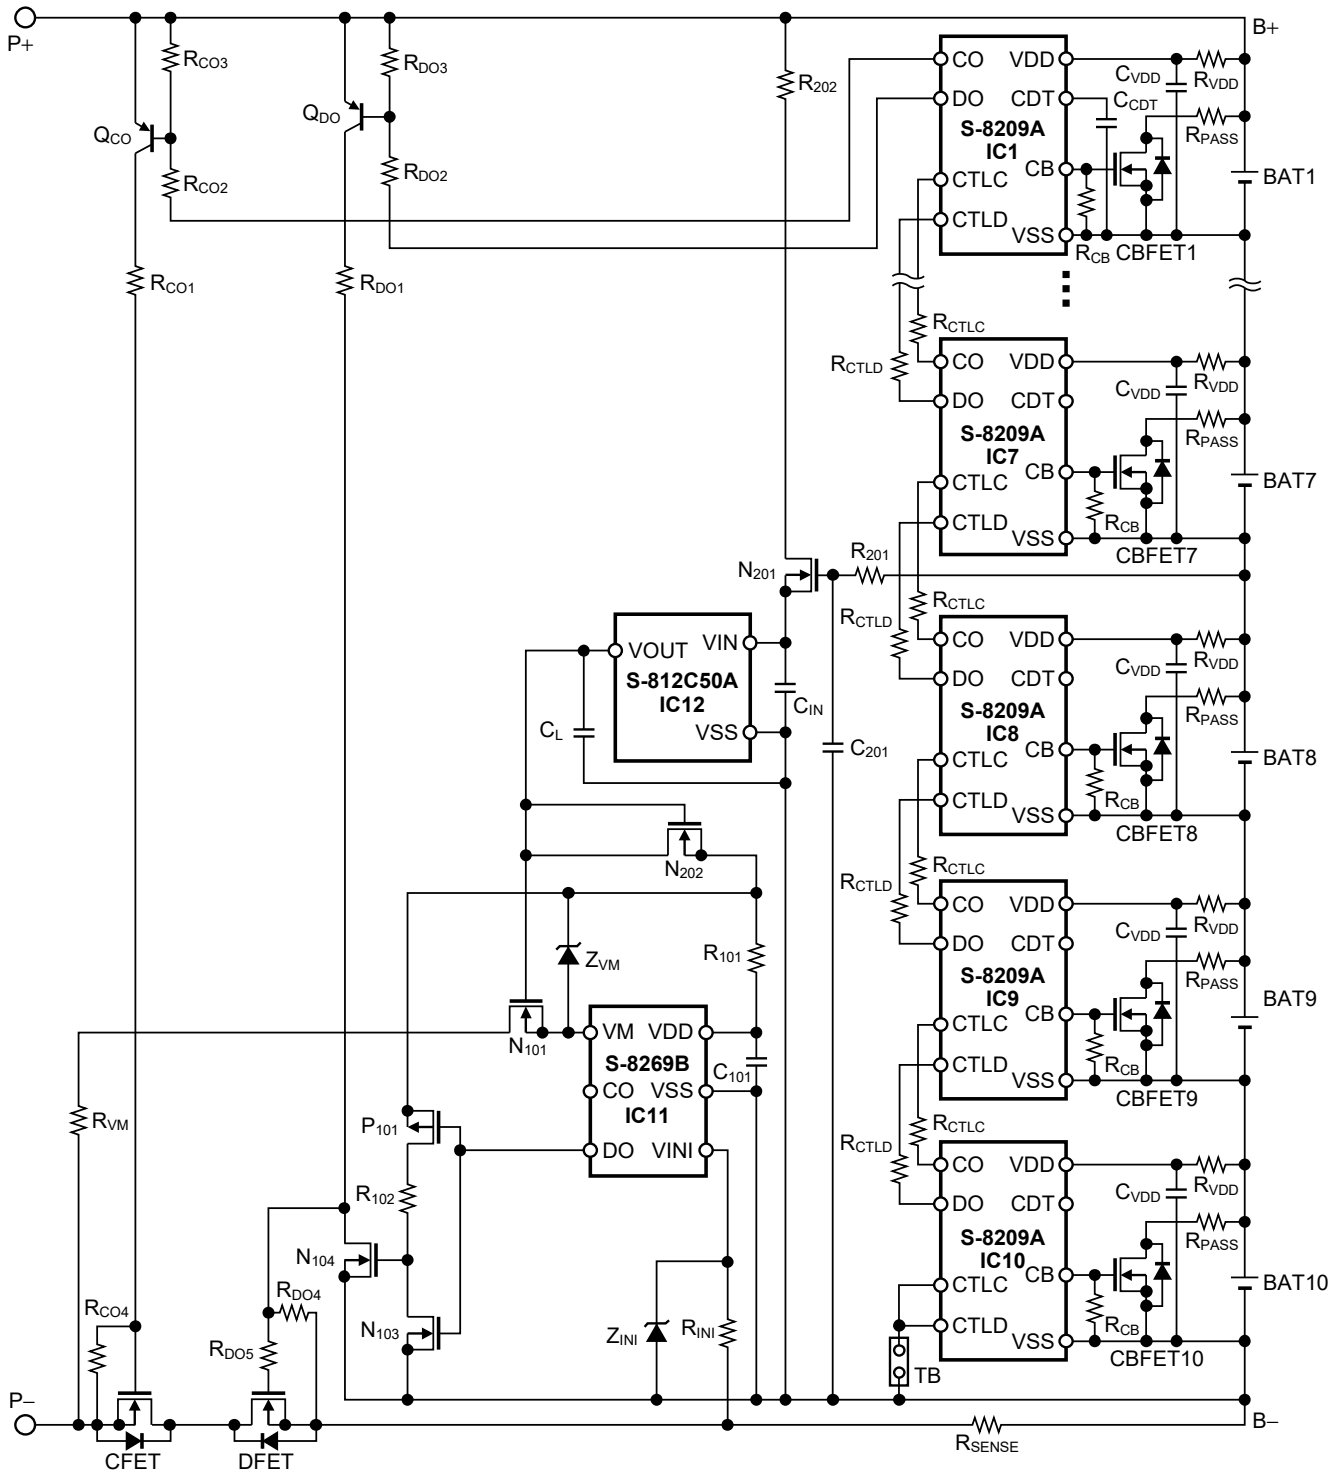 P+
B+
RCO3
RDO3
R202
QCO
QDO
RCO2
RDO2
RCO1
RDO1
CO
VDD
DO
CDT
S-8209A
IC1
CB
CTLC
CTLD
VSS
CVDD
RVDD
CCDT
RPASS
BAT1
RCB
CBFET1
RCTLC
RCTLD
CO
VDD
DO
CDT
S-8209A
IC7
CB
CTLC
CTLD
VSS
CVDD
RVDD
RPASS
BAT7
RCB
CBFET7
R201
N201
RCTLC
RCTLD
VOUT
VIN
S-812C50A
IC12
VSS
CIN
CL
C201
CO
VDD
DO
CDT
S-8209A
IC8
CB
CTLC
CTLD
VSS
CVDD
RVDD
RPASS
BAT8
RCB
CBFET8
N202
RCTLC
RCTLD
ZVM
R101
CO
VDD
DO
CDT
S-8209A
IC9
CB
CTLC
CTLD
VSS
CVDD
RVDD
RPASS
BAT9
RCB
CBFET9
N101
VM
VDD
S-8269B
CO
VSS
IC11
DO
VINI
C101
RVM
P101
R102
N104
N103
RCTLC
RCTLD
CO
VDD
DO
CDT
S-8209A
IC10
CB
CTLC
CTLD
VSS
CVDD
RVDD
RPASS
BAT10
RCB
CBFET10
RCO4
RDO4
RDO5
ZINI
RINI
TB
P−
B−
CFET
DFET
RSENSE